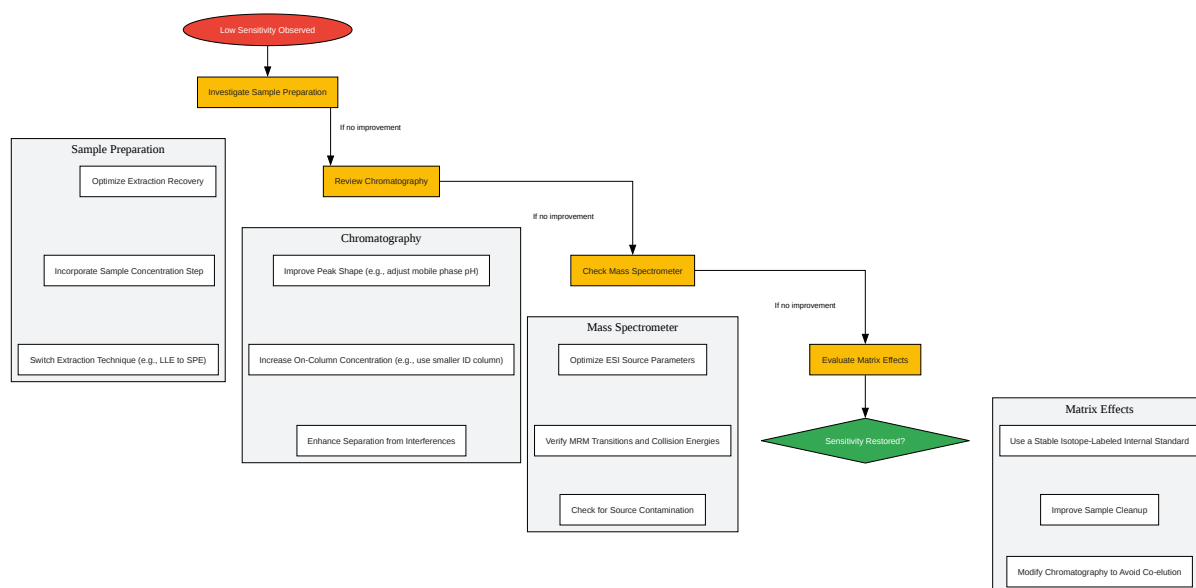 Low Sensitivity Observed
Investigate Sample Preparation
If no improvement
Sample Preparation
Optimize Extraction Recovery
Incorporate Sample Concentration Step
Switch Extraction Technique (e.g., LLE to SPE)
Review Chromatography
If no improvement
Chromatography
Improve Peak Shape (e.g., adjust mobile phase pH)
Increase On-Column Concentration (e.g., use smaller ID column)
Enhance Separation from Interferences
Check Mass Spectrometer
If no improvement
Mass Spectrometer
Optimize ESI Source Parameters
Verify MRM Transitions and Collision Energies
Check for Source Contamination
Evaluate Matrix Effects
Sensitivity Restored?
Matrix Effects
Use a Stable Isotope-Labeled Internal Standard
Improve Sample Cleanup
Modify Chromatography to Avoid Co-elution